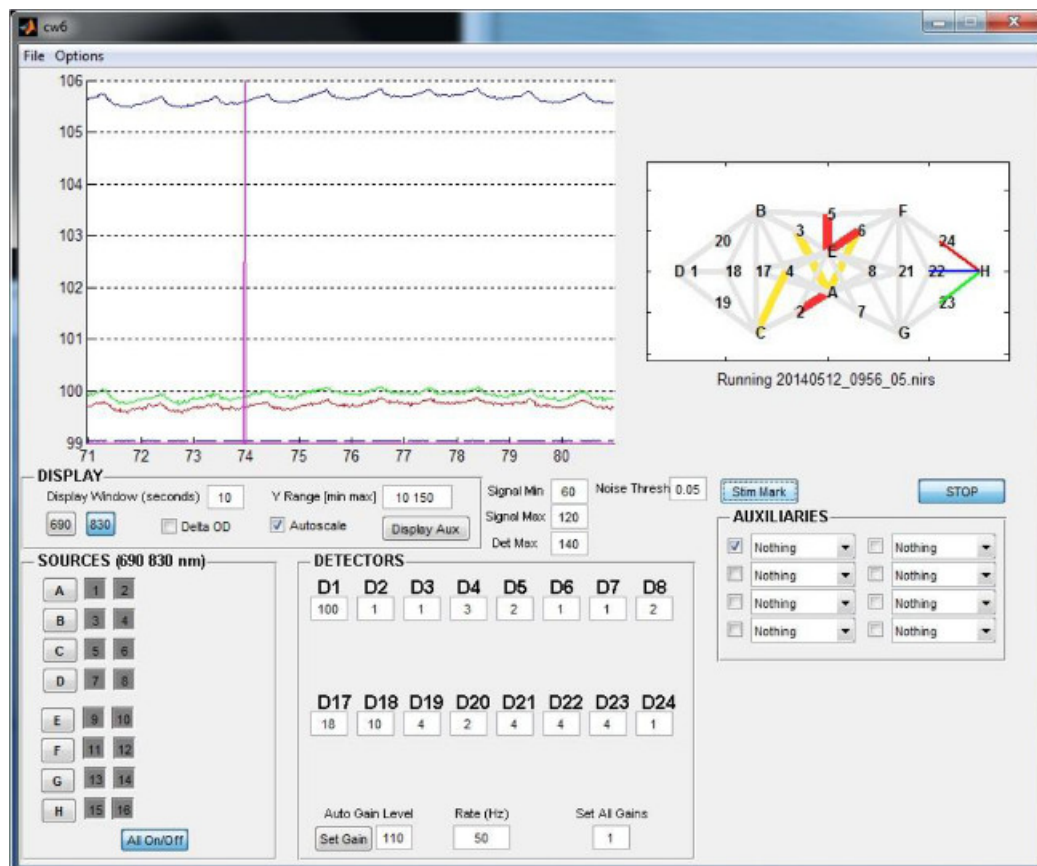 cw6
File Options
106
105
104
103
102
101
100
99
71 72 73 74 75 76 77 78 79 80
B 5 F
3 6
20 E 24
D 1 18 17 4 8 21 22 H
A
19 2 7 23
C G
Running 20140512_0956_05.nirs
DISPLAY
Display Window (seconds) 10 Y Range [min max] 10 150
690 830 Delta OD Autoscale Display Aux
Signal Min 60 Noise Thresh 0.05
Signal Max 120
Det Max 140
Stim Mark STOP
AUXILIARIES
Nothing Nothing
Nothing Nothing
Nothing Nothing
Nothing Nothing
SOURCES (690 830 nm)
A 1 2
B 3 4
C 5 6
D 7 8
E 9 10
F 11 12
G 13 14
H 15 16
All On/Off
DETECTORS
D1 D2 D3 D4 D5 D6 D7 D8
100 1 1 3 2 1 1 2
D17 D18 D19 D20 D21 D22 D23 D24
18 10 4 2 4 4 4 1
Auto Gain Level Rate (Hz) Set All Gains
Set Gain 110 50 1